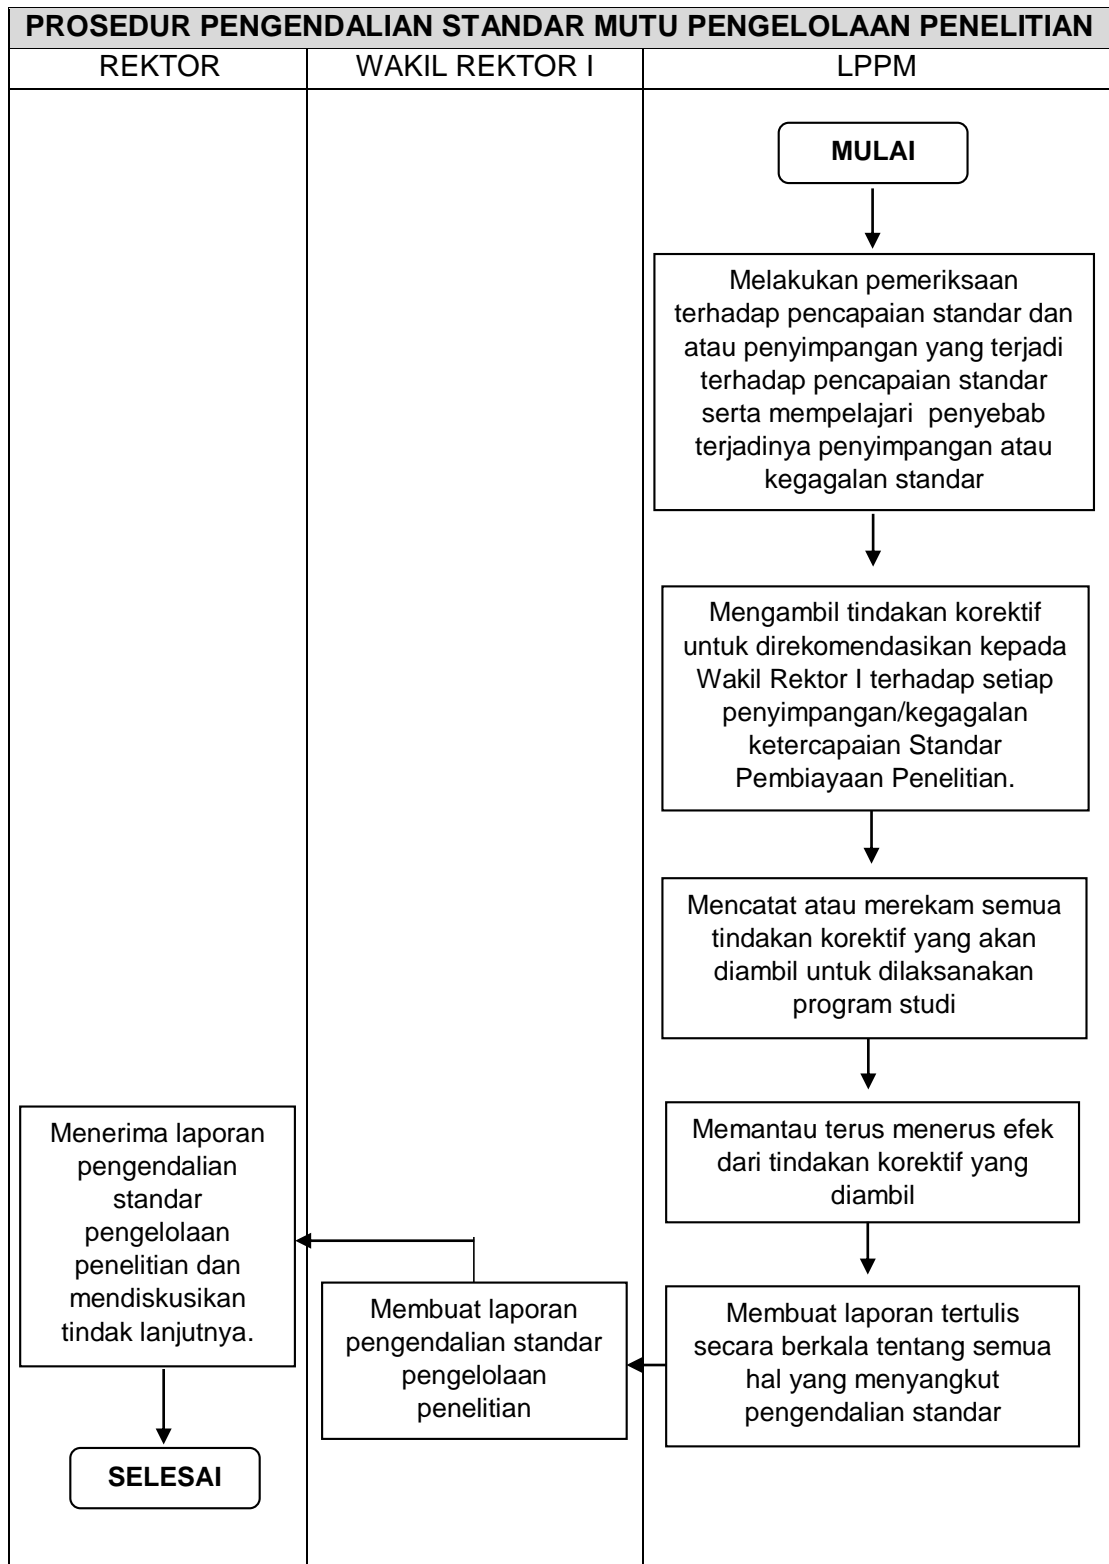 PROSEDUR PENGENDALIAN STANDAR MUTU PENGELOLAAN PENELITIAN
REKTOR
WAKIL REKTOR I
LPPM
MULAI
Melakukan pemeriksaan
terhadap pencapaian standar dan
atau penyimpangan yang terjadi
terhadap pencapaian standar
serta mempelajari penyebab
terjadinya penyimpangan atau
kegagalan standar
Mengambil tindakan korektif
untuk direkomendasikan kepada
Wakil Rektor I terhadap setiap
penyimpangan/kegagalan
ketercapaian Standar
Pembiayaan Penelitian.
Mencatat atau merekam semua
tindakan korektif yang akan
diambil untuk dilaksanakan
program studi
Memantau terus menerus efek
dari tindakan korektif yang
diambil
Membuat laporan tertulis
secara berkala tentang semua
hal yang menyangkut
pengendalian standar
Membuat laporan
pengendalian standar
pengelolaan
penelitian
Menerima laporan
pengendalian
standar
pengelolaan
penelitian dan
mendiskusikan
tindak lanjutnya.
SELESAI